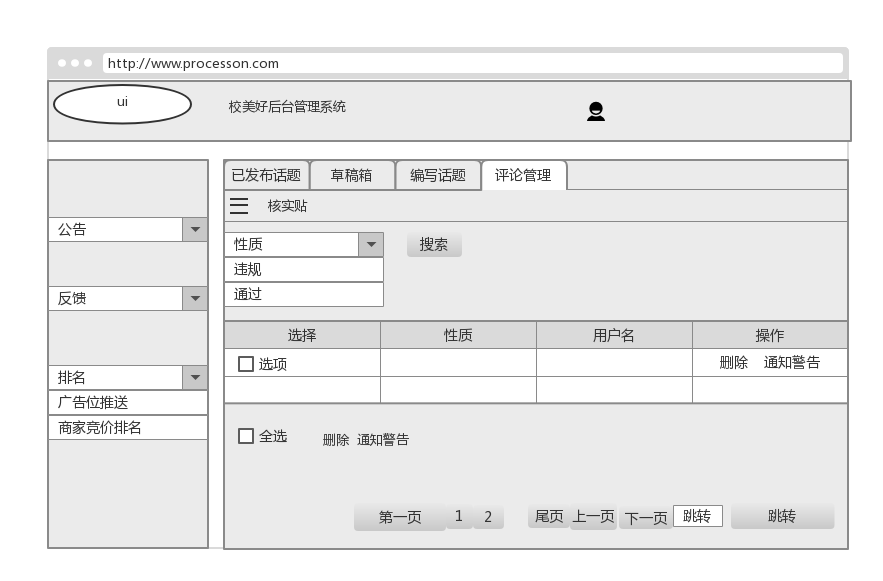 http://www.processon.com
ui
校美好后台管理系统
已发布话题 草稿箱 编写话题 评论管理
核实贴
公告
性质 搜索
违规
通过
反馈
选择 性质 用户名 操作
选项 删除 通知警告
排名
广告位推送
商家竞价排名
全选 删除 通知警告
第一页 1 2 尾页 上一页 下一页 跳转 跳转